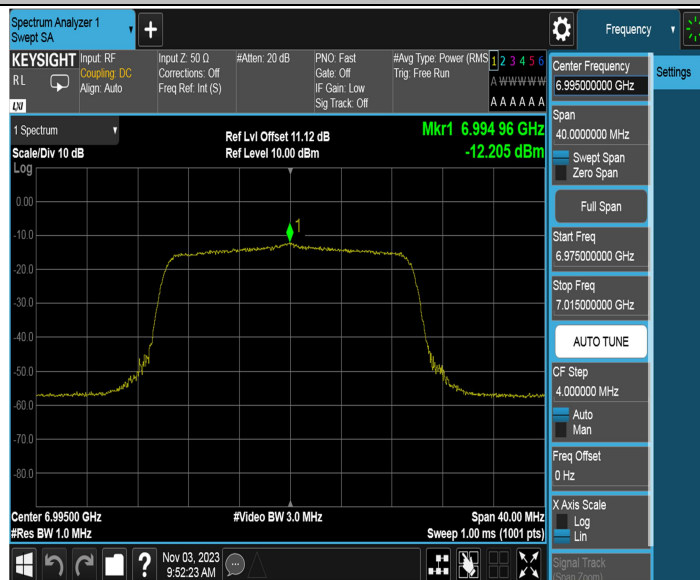 Spectrum Analyzer 1
Swept SA
+
Frequency
KEYSIGHT
RL
LXI
Input: RF
Coupling: DC
Align: Auto
Input Z: 50 Ω
Corrections: Off
Freq Ref: Int (S)
#Atten: 20 dB
PNO: Fast
Gate: Off
IF Gain: Low
Sig Track: Off
#Avg Type: Power (RMS
Trig: Free Run
1 2 3 4 5 6
A W W W W W
A A A A A A
1 Spectrum
Scale/Div 10 dB
Log
Ref Lvl Offset 11.12 dB
Ref Level 10.00 dBm
Mkr1 6.994 96 GHz
-12.205 dBm
1
0.00
-10.0
-20.0
-30.0
-40.0
-50.0
-60.0
-70.0
-80.0
Center 6.99500 GHz
#Res BW 1.0 MHz
#Video BW 3.0 MHz
Span 40.00 MHz
Sweep 1.00 ms (1001 pts)
Nov 03, 2023
9:52:23 AM
?
Center Frequency
6.995000000 GHz
Settings
Span
40.0000000 MHz
Swept Span
Zero Span
Full Span
Start Freq
6.975000000 GHz
Stop Freq
7.015000000 GHz
AUTO TUNE
CF Step
4.000000 MHz
Auto
Man
Freq Offset
0 Hz
X Axis Scale
Log
Lin
Signal Track
(Span Zoom)